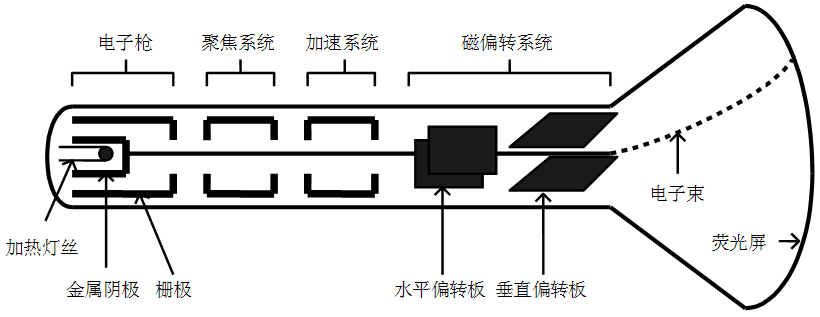 电子枪
聚焦系统
加速系统
磁偏转系统
电子束
荧光屏
加热灯丝
金属阴极
栅极
水平偏转板
垂直偏转板